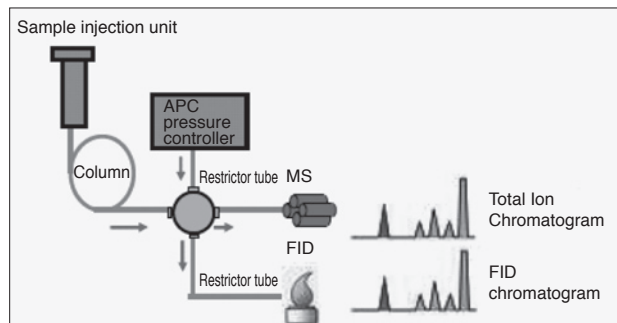 Sample injection unit
APC
pressure
controller
Column
Restrictor tube
MS
Total Ion
Chromatogram
FID
Restrictor tube
FID
chromatogram